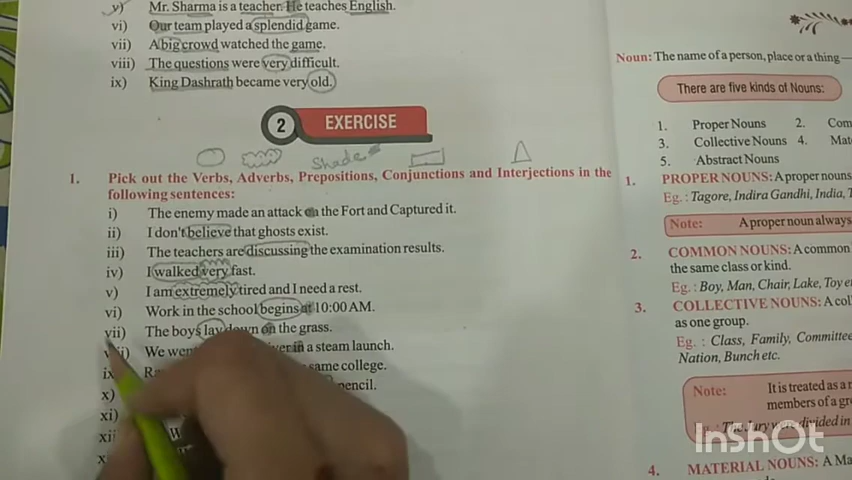 v) Mr. Sharma is a teacher. He teaches English.
vi) Our team played a splendid game.
vii) A big crowd watched the game.
viii) The questions were very difficult.
ix) King Dashrath became very old.
2 EXERCISE
Shade
1. Pick out the Verbs, Adverbs, Prepositions, Conjunctions and Interjections in the
following sentences:
i) The enemy made an attack on the Fort and Captured it.
ii) I don't believe that ghosts exist.
iii) The teachers are discussing the examination results.
iv) I walked very fast.
v) I am extremely tired and I need a rest.
vi) Work in the school begins at 10:00 AM.
vii) The boys lay down on the grass.
We in a steam launch.
ix same college.
x) pencil.
xi)
Noun: The name of a person, place or a thing —
There are five kinds of Nouns:
1. Proper Nouns 2. Com
3. Collective Nouns 4. Mat
5. Abstract Nouns
1. PROPER NOUNS: A proper nouns
Eg. : Tagore, Indira Gandhi, India, T
Note: A proper noun always
2. COMMON NOUNS: A common
the same class or kind.
Eg. : Boy, Man, Chair, Lake, Toy e
3. COLLECTIVE NOUNS: A col
as one group.
Eg. : Class, Family, Committee
Nation, Bunch etc.
Note: It is treated as a
members of a gr
The Jury were divided in
4. MATERIAL NOUNS: A Ma
InShOt